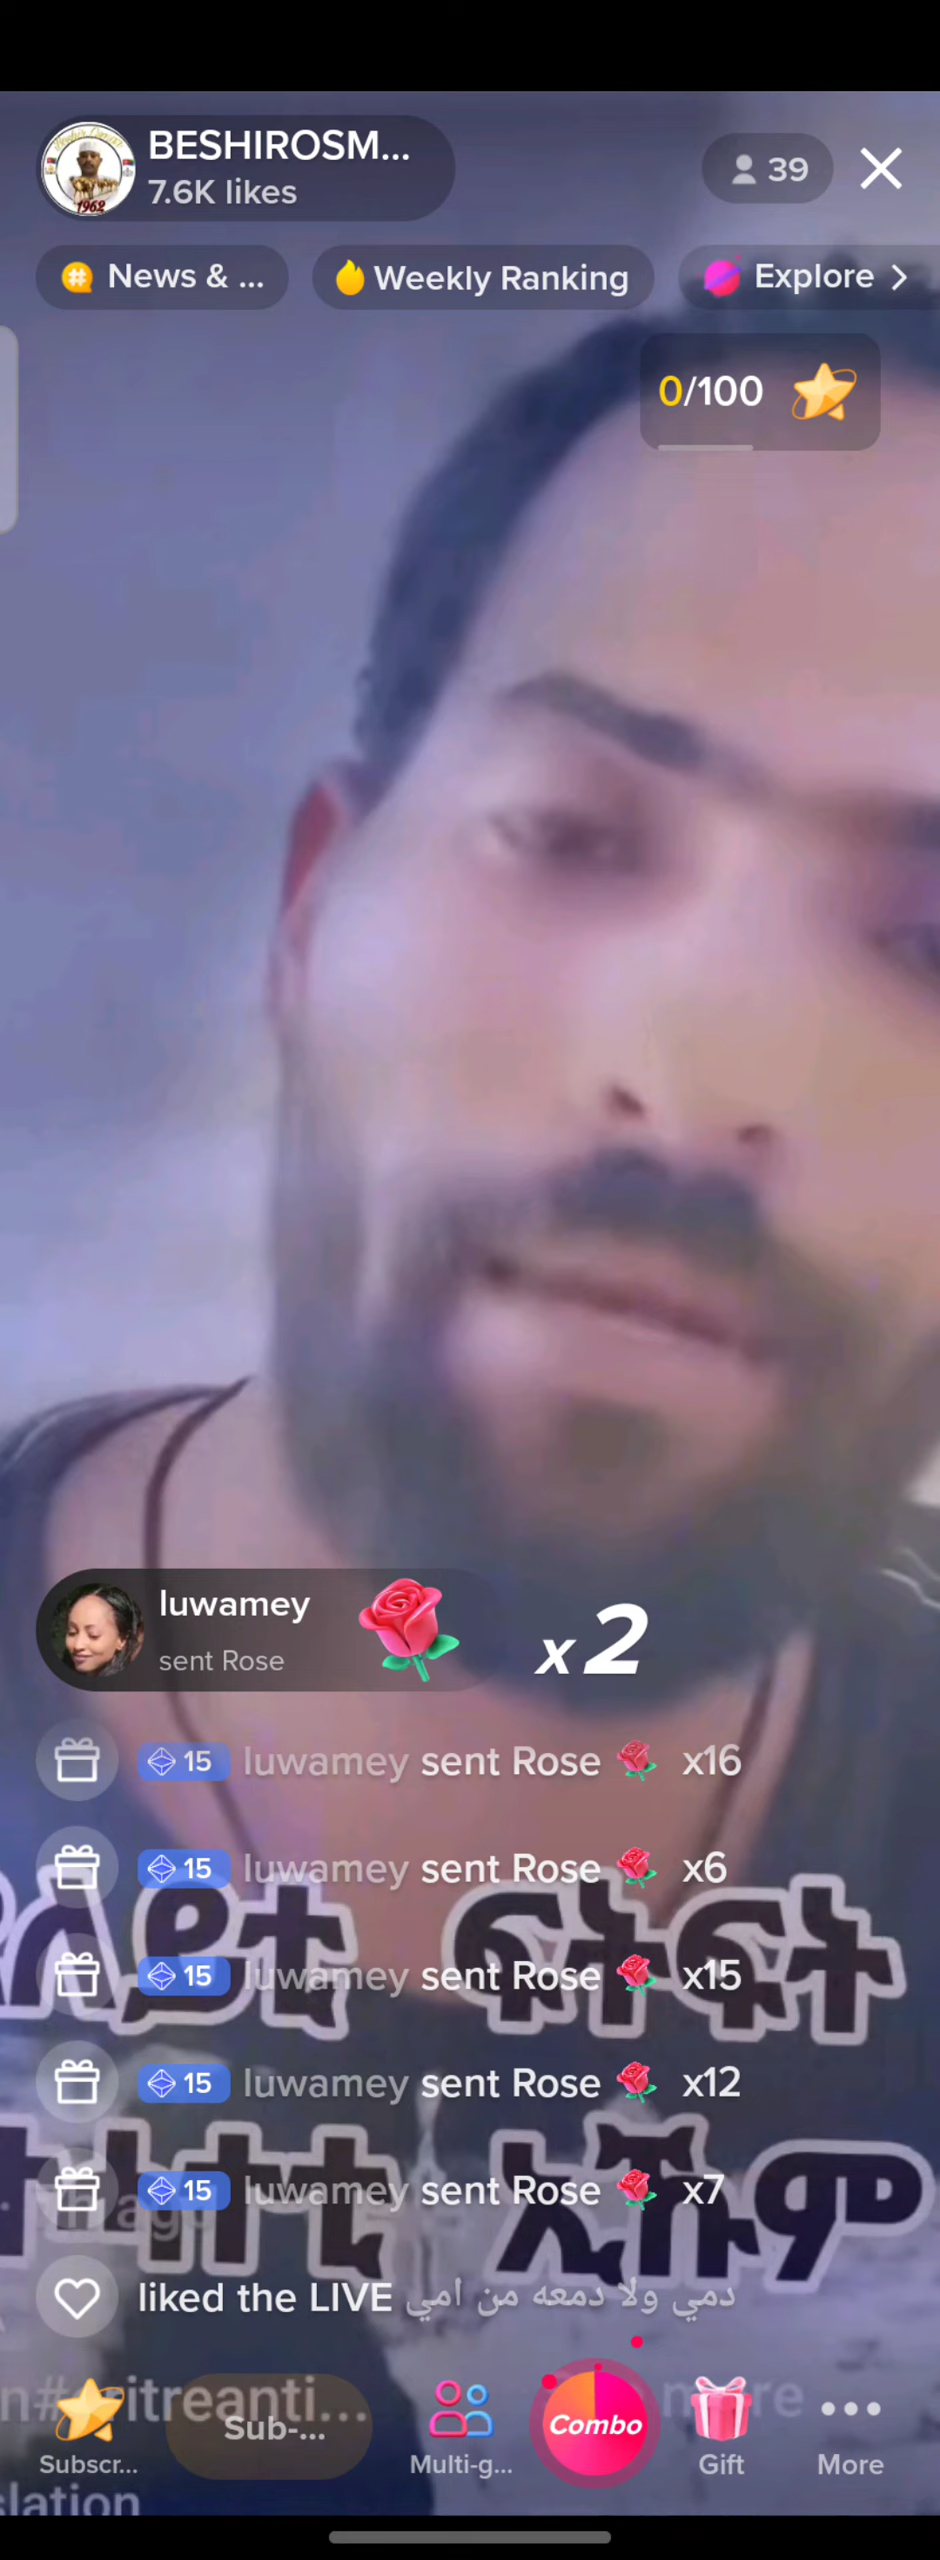 BESHIROSM...
7.6K likes
39
1962
News & ...
Weekly Ranking
Explore
0/100
luwamey
sent Rose
x2
15 luwamey sent Rose x16
15 luwamey sent Rose x6
ፍትፍት
15 luwamey sent Rose x15
15 luwamey sent Rose x12
15 luwamey sent Rose x7
liked the LIVE دمي ولا دمعه من امي
Sub-...
Combo
Subscr...
Multi-g...
Gift
More